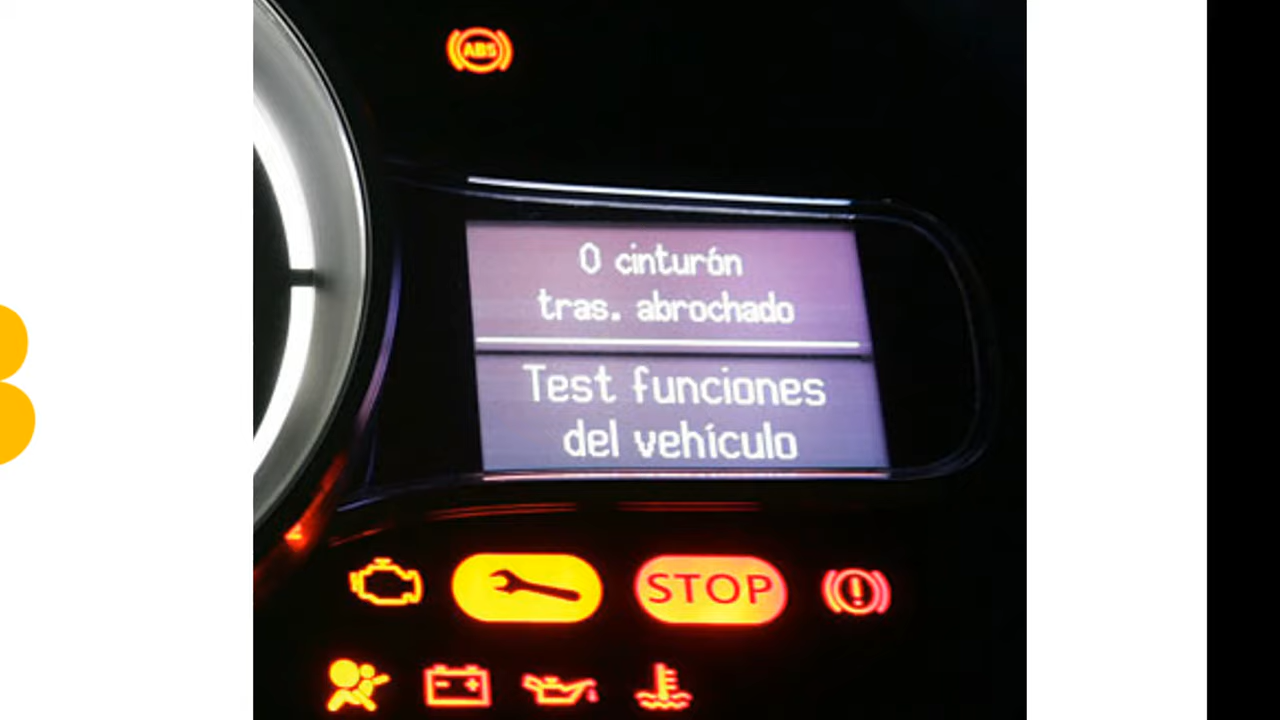 ABS
0 cinturón
tras. abrochado
Test funciones
del vehículo
STOP